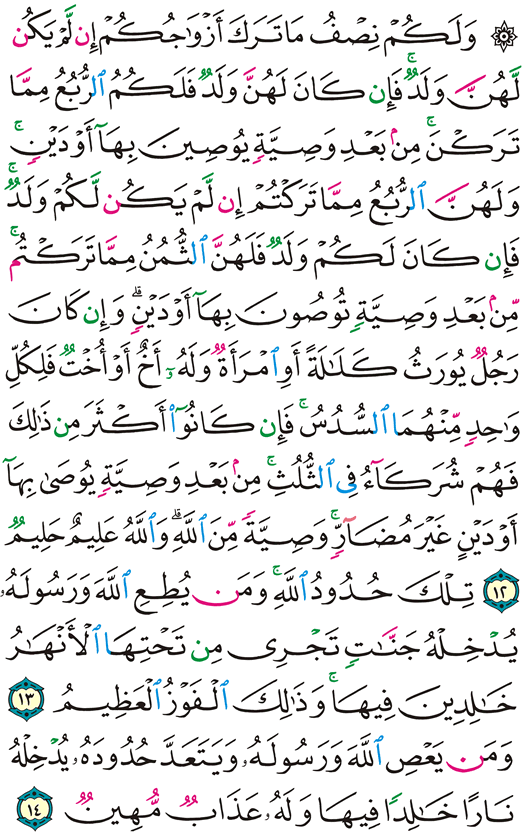 ۞ وَلَكُمْ نِصْفُ مَا تَرَكَ أَزْوَٰجُكُمْ إِن لَّمْ يَكُن
لَّهُنَّ وَلَدٌ ۚ فَإِن كَانَ لَهُنَّ وَلَدٌ فَلَكُمُ ٱلرُّبُعُ مِمَّا
تَرَكْنَ ۚ مِنۢ بَعْدِ وَصِيَّةٍ يُوصِينَ بِهَآ أَوْ دَيْنٍ ۚ
وَلَهُنَّ ٱلرُّبُعُ مِمَّا تَرَكْتُمْ إِن لَّمْ يَكُن لَّكُمْ وَلَدٌ ۚ
فَإِن كَانَ لَكُمْ وَلَدٌ فَلَهُنَّ ٱلثُّمُنُ مِمَّا تَرَكْتُم ۚ
مِّنۢ بَعْدِ وَصِيَّةٍ تُوصُونَ بِهَآ أَوْ دَيْنٍ ۗ وَإِن كَانَ
رَجُلٌ يُورَثُ كَلَـٰلَةً أَوِ ٱمْرَأَةٌ وَلَهُۥٓ أَخٌ أَوْ أُخْتٌ فَلِكُلِّ
وَٰحِدٍ مِّنْهُمَا ٱلسُّدُسُ ۚ فَإِن كَانُوٓا۟ أَكْثَرَ مِن ذَٰلِكَ
فَهُمْ شُرَكَآءُ فِى ٱلثُّلُثِ ۚ مِنۢ بَعْدِ وَصِيَّةٍ يُوصَىٰ بِهَآ
أَوْ دَيْنٍ غَيْرَ مُضَآرٍّ ۚ وَصِيَّةً مِّنَ ٱللَّهِ ۗ وَٱللَّهُ عَلِيمٌ حَلِيمٌ
١٢ تِلْكَ حُدُودُ ٱللَّهِ ۚ وَمَن يُطِعِ ٱللَّهَ وَرَسُولَهُۥ
يُدْخِلْهُ جَنَّـٰتٍ تَجْرِى مِن تَحْتِهَا ٱلْأَنْهَـٰرُ
خَـٰلِدِينَ فِيهَا ۚ وَذَٰلِكَ ٱلْفَوْزُ ٱلْعَظِيمُ ١٣
وَمَن يَعْصِ ٱللَّهَ وَرَسُولَهُۥ وَيَتَعَدَّ حُدُودَهُۥ يُدْخِلْهُ
نَارًا خَـٰلِدًا فِيهَا وَلَهُۥ عَذَابٌ مُّهِينٌ ١٤